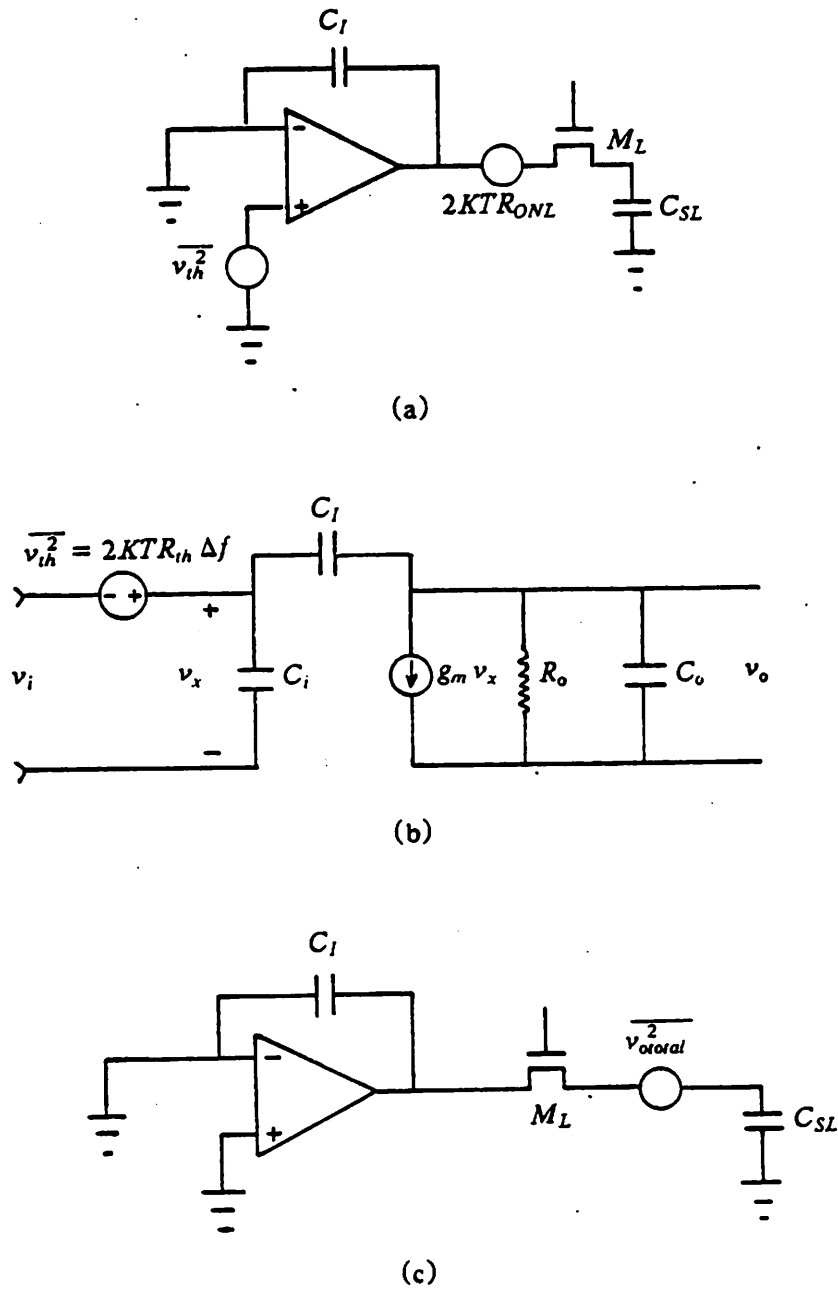 C_I
−
+
M_L
2KTR_ONL
C_SL
v_th^2
(a)
C_I
v_th^2 = 2KTR_th Δf
− +
+
v_i
v_x
C_i
g_m v_x
R_o
C_o
v_o
−
(b)
C_I
−
+
M_L
v_ototal^2
C_SL
(c)